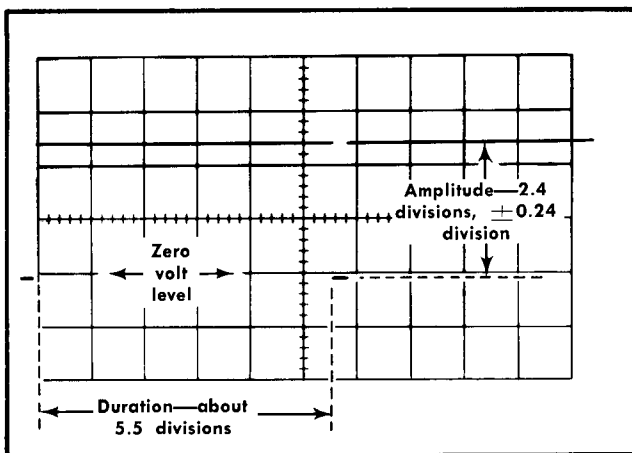 Amplitude—2.4
divisions, ±0.24
division
Zero
volt
level
Duration—about
5.5 divisions